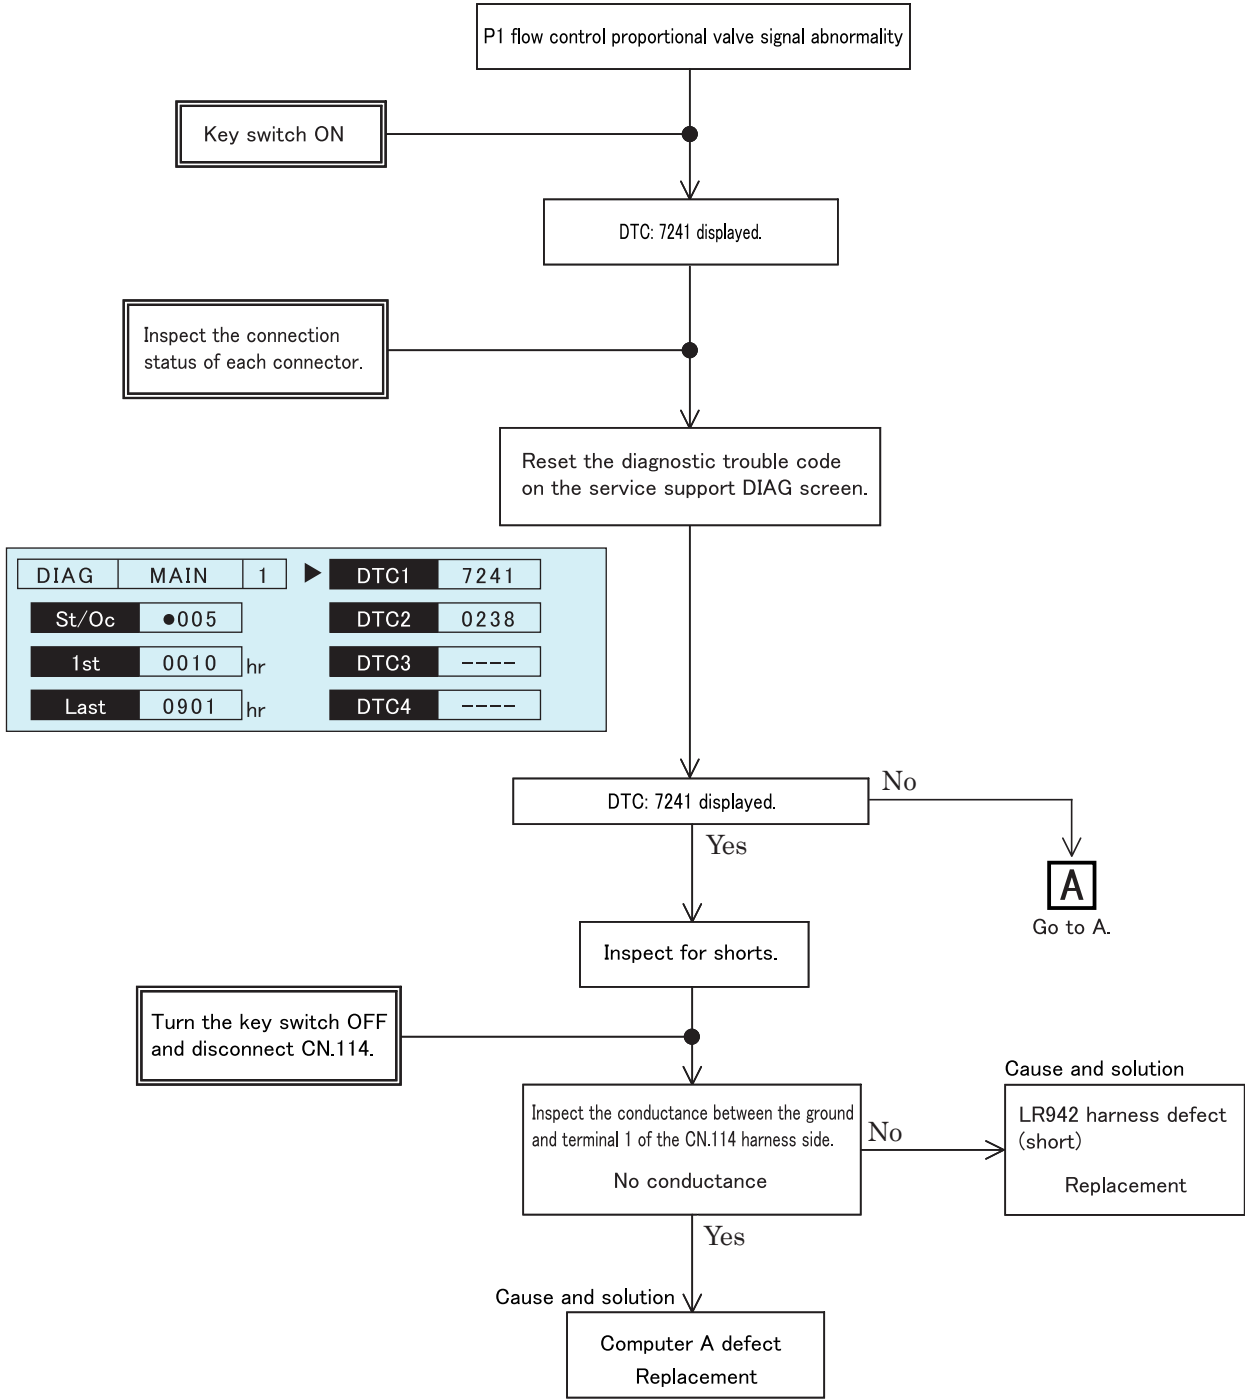 P1 flow control proportional valve signal abnormality
Key switch ON
DTC: 7241 displayed.
Inspect the connection
status of each connector.
Reset the diagnostic trouble code
on the service support DIAG screen.
DIAG MAIN 1 ▶ DTC1 7241
St/Oc ●005 DTC2 0238
1st 0010 hr DTC3 ----
Last 0901 hr DTC4 ----
DTC: 7241 displayed.
No
Yes
A
Go to A.
Inspect for shorts.
Turn the key switch OFF
and disconnect CN.114.
Inspect the conductance between the ground
and terminal 1 of the CN.114 harness side.
No conductance
No
Cause and solution
LR942 harness defect
(short)
Replacement
Yes
Cause and solution
Computer A defect
Replacement